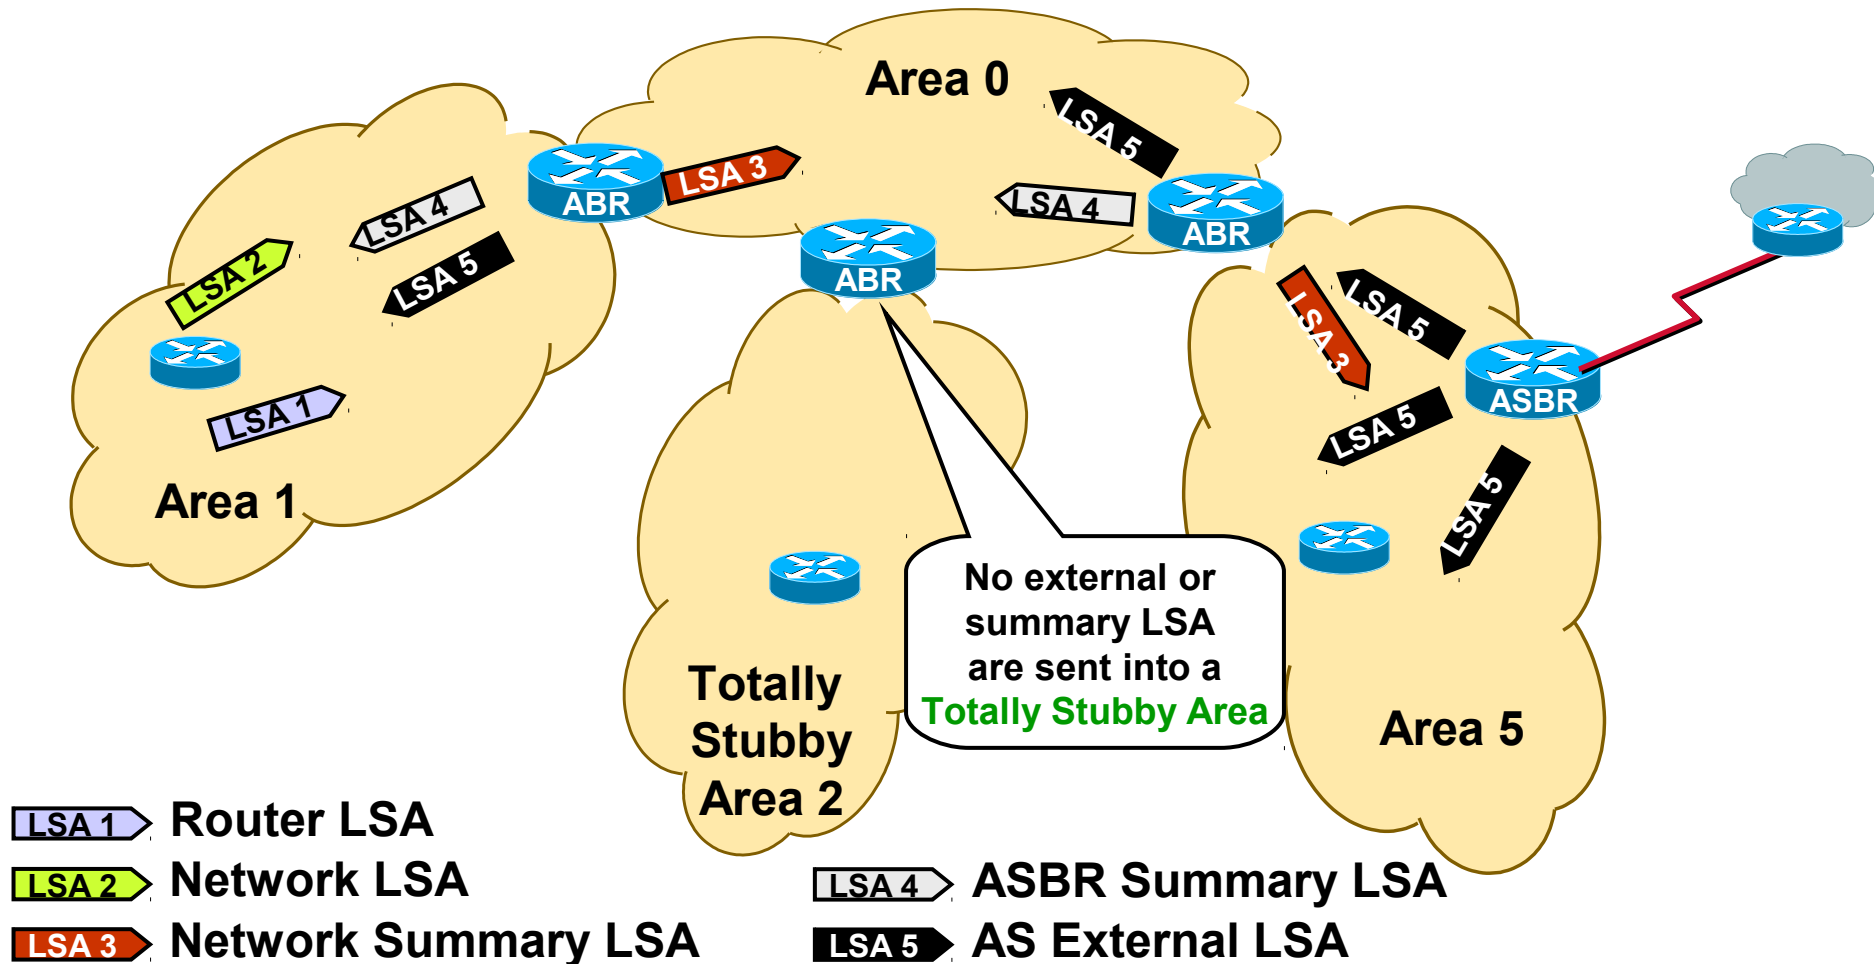 Area 0
LSA 5
LSA 3
LSA 4
ABR
ABR
ABR
LSA 4
LSA 2
LSA 5
LSA 1
Area 1
LSA 3
LSA 5
LSA 5
LSA 5
ASBR
No external or
summary LSA
are sent into a
Totally Stubby Area
Totally
Stubby
Area 2
Area 5
LSA 1 Router LSA
LSA 2 Network LSA
LSA 3 Network Summary LSA
LSA 4 ASBR Summary LSA
LSA 5 AS External LSA